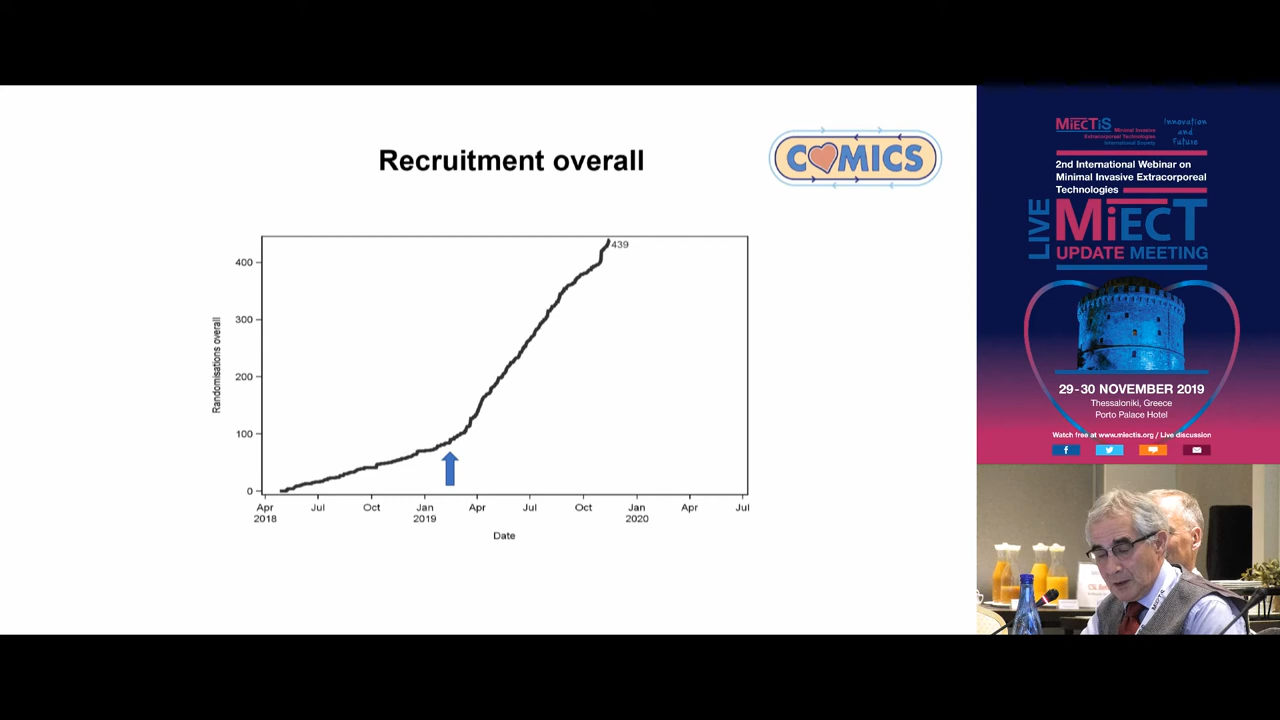 Recruitment overall
COMICS
439
400
300
200
100
0
Randomisations overall
Apr Jul Oct Jan Apr Jul Oct Jan Apr Jul
2018 2019 2020
Date
MiECTiS
Minimal Invasive
Extracorporeal Technologies
International Society
Innovation
and
Future
2nd International Webinar on
Minimal Invasive Extracorporeal
Technologies
LIVE
MiECT
UPDATE MEETING
29-30 NOVEMBER 2019
Thessaloniki, Greece
Porto Palace Hotel
Watch free at www.miectis.org / Live discussion